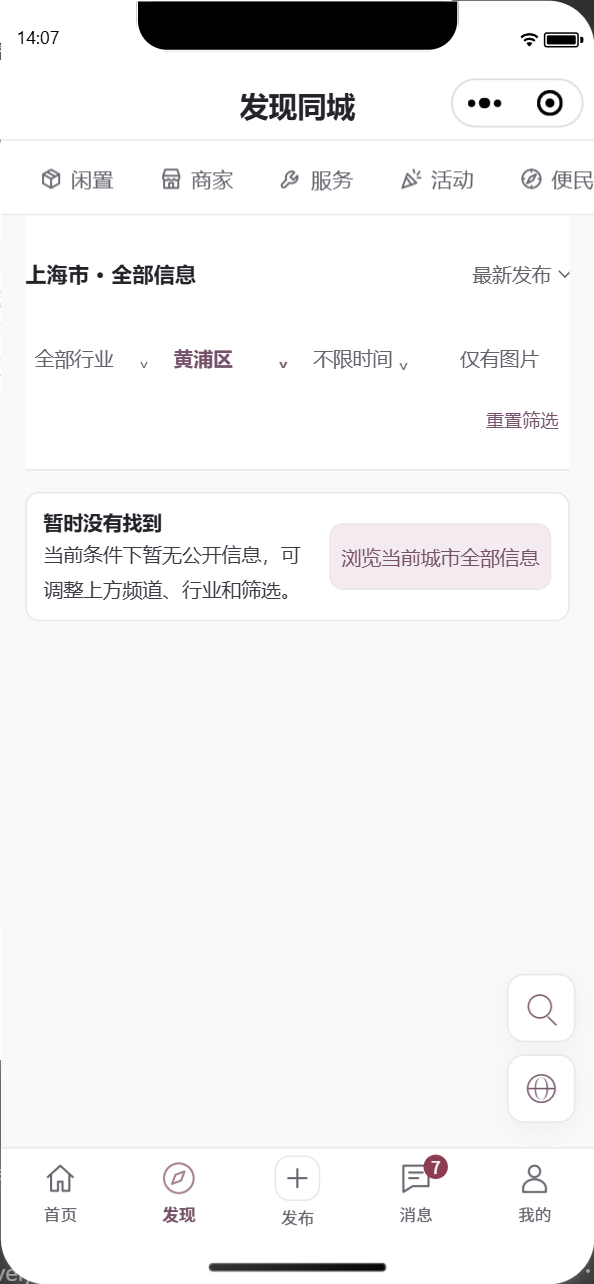 14:07
发现同城
闲置 商家 服务 活动 便民
上海市·全部信息 最新发布
全部行业 黄浦区 不限时间 仅有图片
重置筛选
暂时没有找到
当前条件下暂无公开信息，可
调整上方频道、行业和筛选。
浏览当前城市全部信息
7
首页 发现 发布 消息 我的